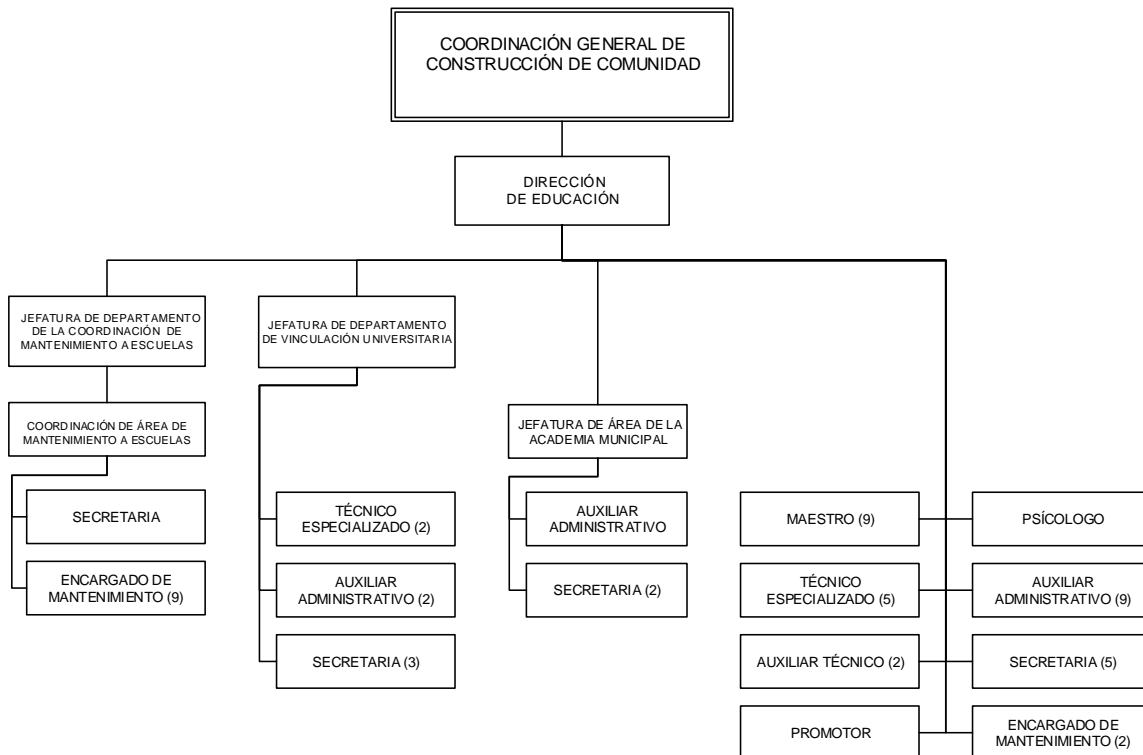 COORDINACIÓN GENERAL DE
CONSTRUCCIÓN DE COMUNIDAD
DIRECCIÓN
DE EDUCACIÓN
JEFATURA DE DEPARTAMENTO
DE LA COORDINACIÓN DE
MANTENIMIENTO A ESCUELAS
JEFATURA DE DEPARTAMENTO
DE VINCULACIÓN UNIVERSITARIA
COORDINACIÓN DE ÁREA DE
MANTENIMIENTO A ESCUELAS
JEFATURA DE ÁREA DE LA
ACADEMIA MUNICIPAL
SECRETARIA
ENCARGADO DE
MANTENIMIENTO (9)
TÉCNICO
ESPECIALIZADO (2)
AUXILIAR
ADMINISTRATIVO (2)
SECRETARIA (3)
AUXILIAR
ADMINISTRATIVO
SECRETARIA (2)
MAESTRO (9)
PSÍCOLOGO
TÉCNICO
ESPECIALIZADO (5)
AUXILIAR
ADMINISTRATIVO (9)
AUXILIAR TÉCNICO (2)
SECRETARIA (5)
PROMOTOR
ENCARGADO DE
MANTENIMIENTO (2)